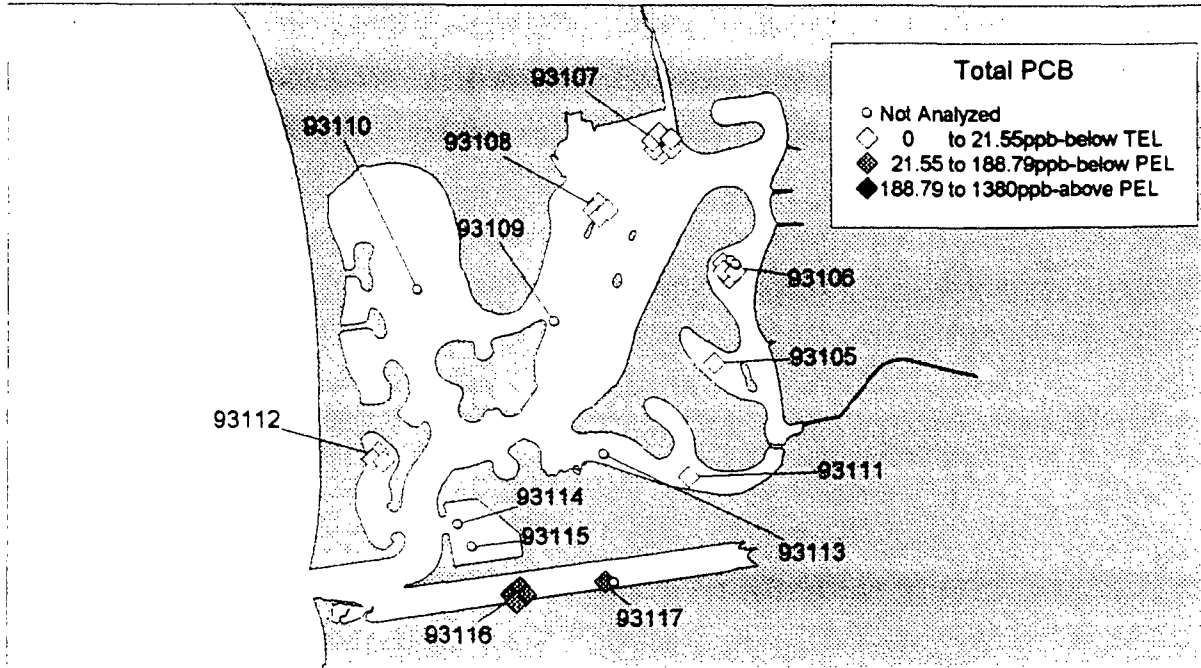 Total PCB
Not Analyzed
0 to 21.55ppb-below TEL
21.55 to 188.79ppb-below PEL
188.79 to 1380ppb-above PEL
93107
93110
93108
93109
93106
93105
93112
93111
93114
93115
93113
93117
93116